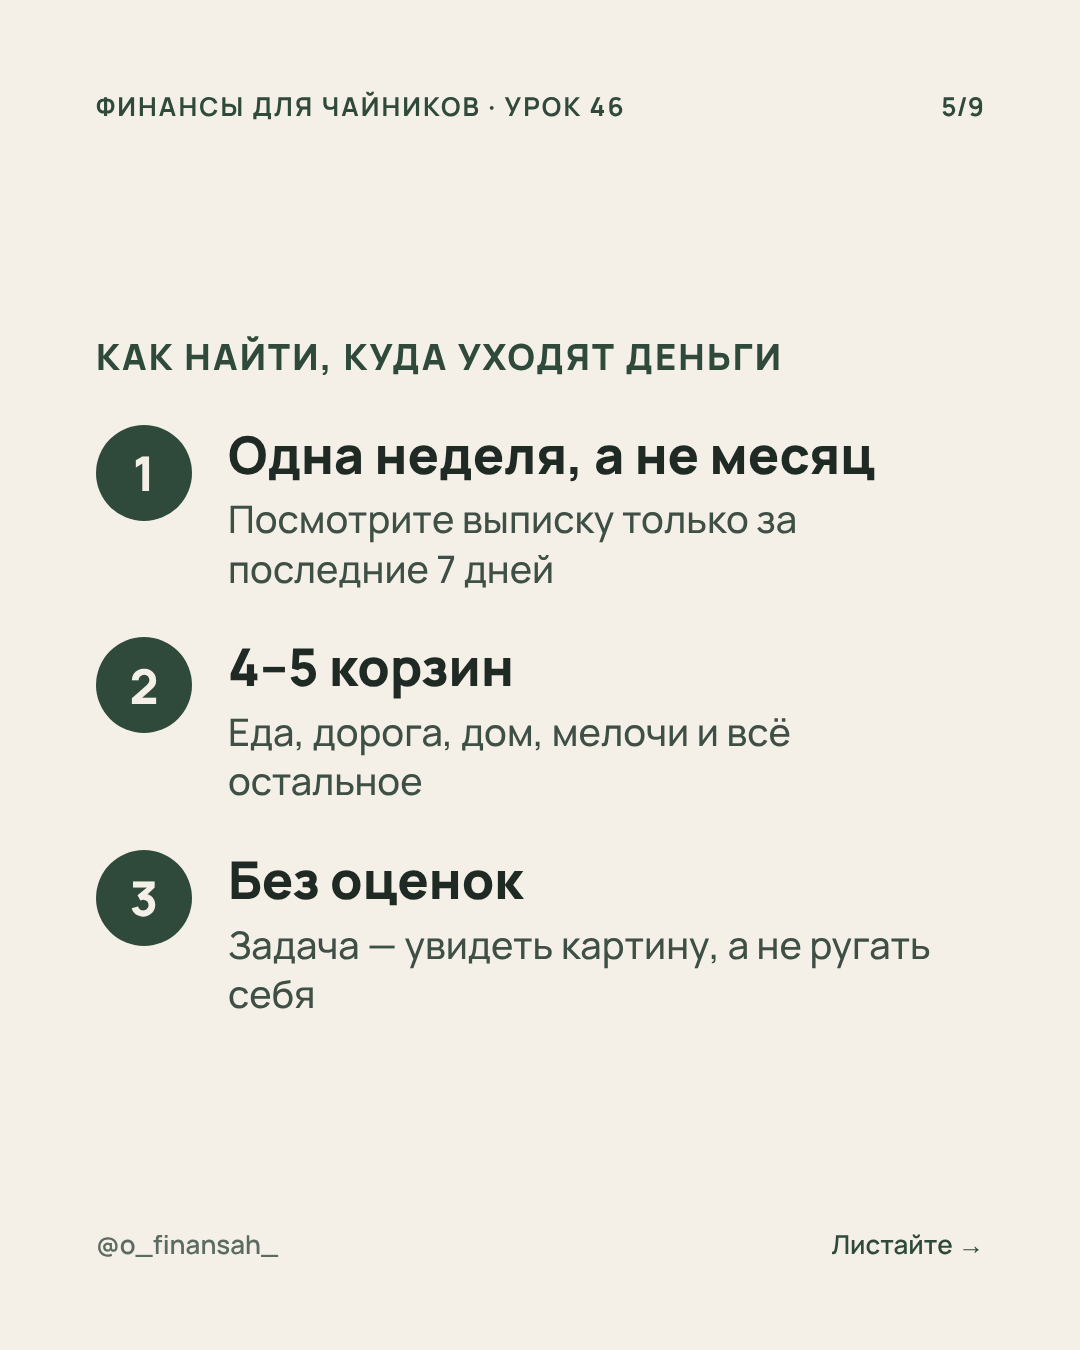 ФИНАНСЫ ДЛЯ ЧАЙНИКОВ · УРОК 46
5/9
КАК НАЙТИ, КУДА УХОДЯТ ДЕНЬГИ
1
Одна неделя, а не месяц
Посмотрите выписку только за
последние 7 дней
2
4–5 корзин
Еда, дорога, дом, мелочи и всё
остальное
3
Без оценок
Задача — увидеть картину, а не ругать
себя
@o_finansah_
Листайте →